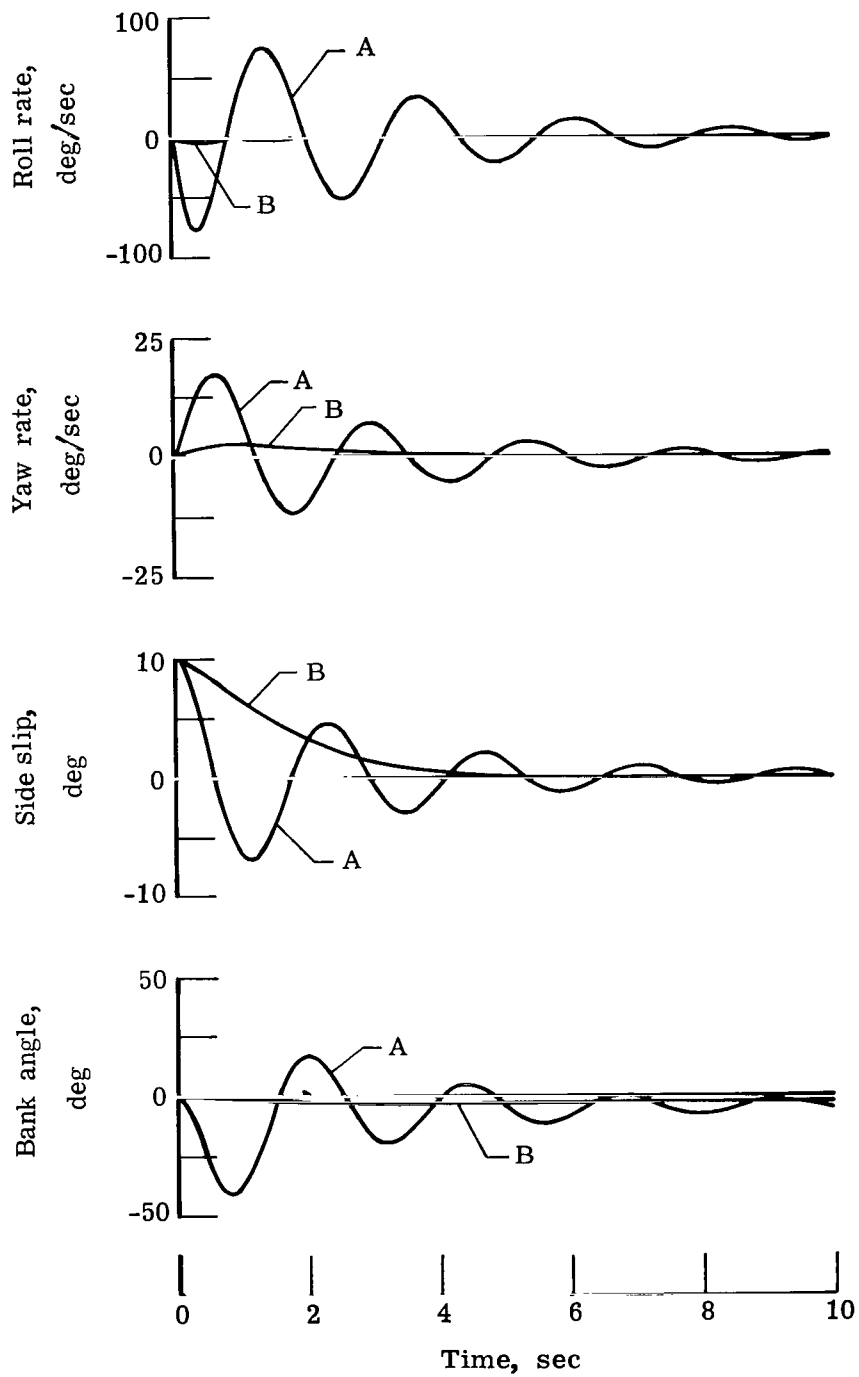 100
Roll rate,
deg/sec
0
-100
A
B
25
Yaw rate,
deg/sec
0
-25
A
B
10
Side slip,
deg
0
-10
B
A
50
Bank angle,
deg
0
-50
A
B
0 2 4 6 8 10
Time, sec